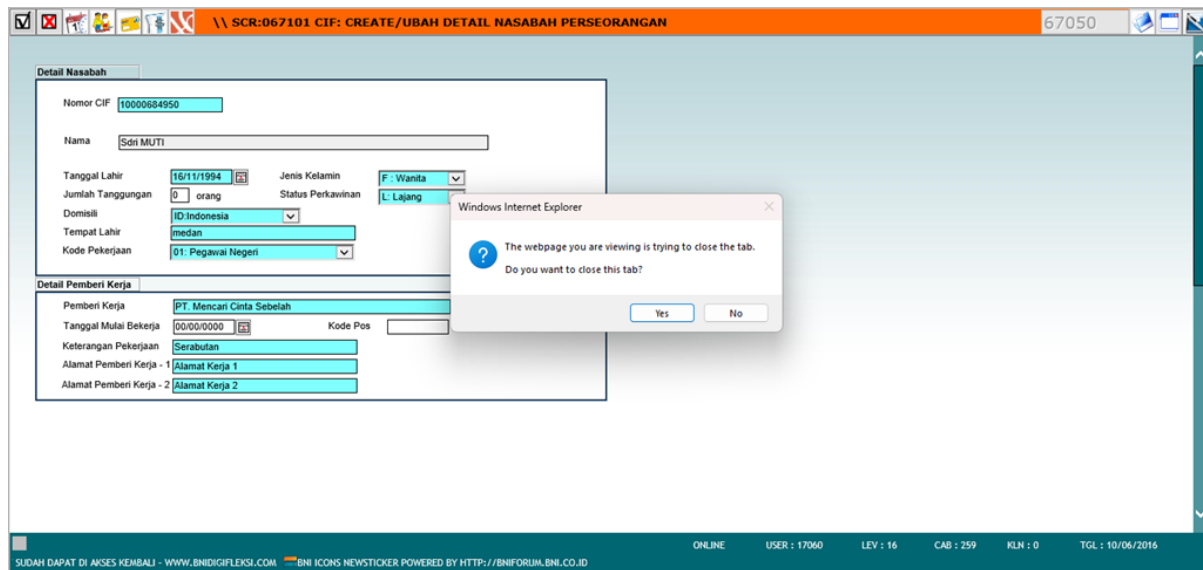 \\ SCR:067101 CIF: CREATE/UBAH DETAIL NASABAH PERSEORANGAN
67050
Detail Nasabah
Nomor CIF 10000684950
Nama Sdri MUTI
Tanggal Lahir 16/11/1994 Jenis Kelamin F : Wanita
Jumlah Tanggungan 0 orang Status Perkawinan L: Lajang
Domisili ID:Indonesia
Tempat Lahir medan
Kode Pekerjaan 01: Pegawai Negeri
Detail Pemberi Kerja
Pemberi Kerja PT. Mencari Cinta Sebelah
Tanggal Mulai Bekerja 00/00/0000 Kode Pos
Keterangan Pekerjaan Serabutan
Alamat Pemberi Kerja - 1 Alamat Kerja 1
Alamat Pemberi Kerja - 2 Alamat Kerja 2
Windows Internet Explorer
The webpage you are viewing is trying to close the tab.
Do you want to close this tab?
Yes No
ONLINE USER : 17060 LEV : 16 CAB : 259 KLN : 0 TGL : 10/06/2016
SUDAH DAPAT DI AKSES KEMBALI - WWW.BNIDIGIFLEKSI.COM BNI ICONS NEWSTICKER POWERED BY HTTP://BNIFORUM.BNI.CO.ID